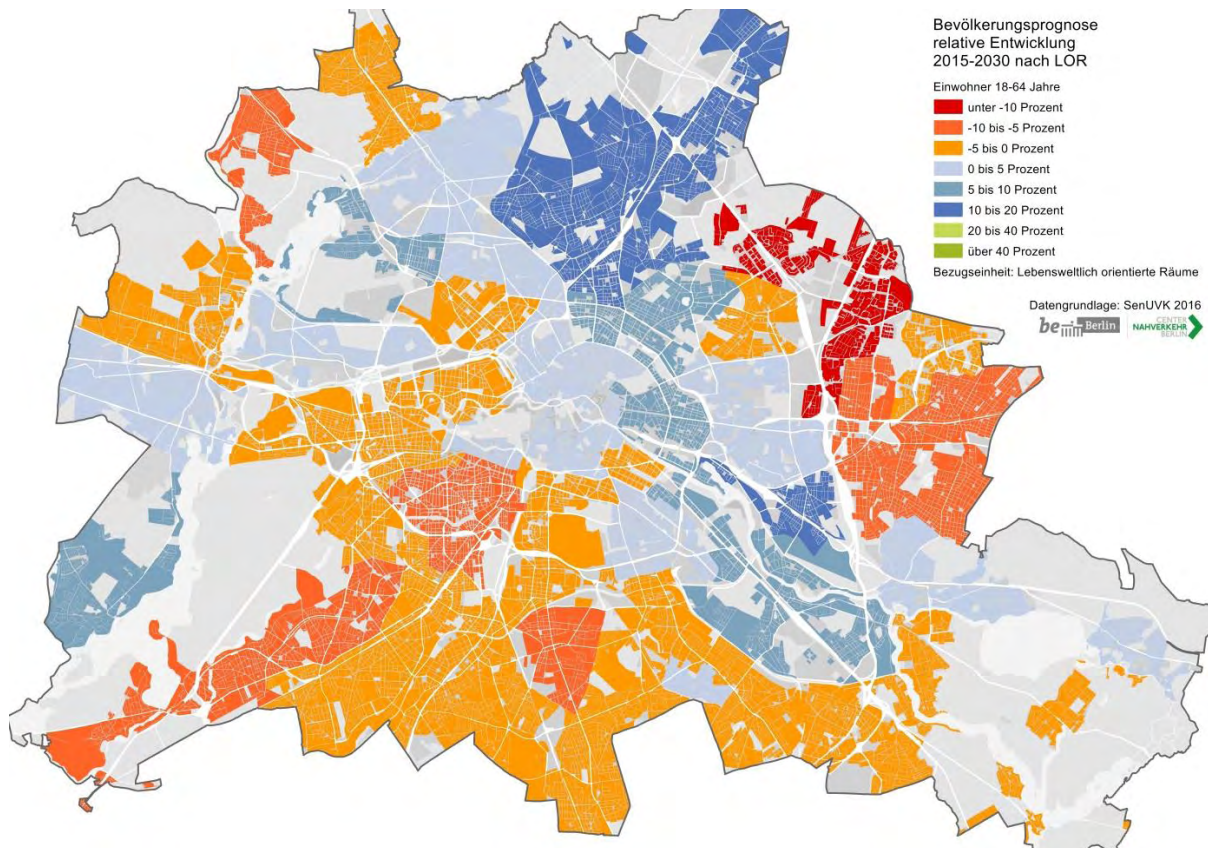 Bevölkerungsprognose
relative Entwicklung
2015-2030 nach LOR
Einwohner 18-64 Jahre
unter -10 Prozent
-10 bis -5 Prozent
-5 bis 0 Prozent
0 bis 5 Prozent
5 bis 10 Prozent
10 bis 20 Prozent
20 bis 40 Prozent
über 40 Prozent
Bezugseinheit: Lebensweltlich orientierte Räume
Datengrundlage: SenUVK 2016
be Berlin
CENTER
NAHVERKEHR
BERLIN